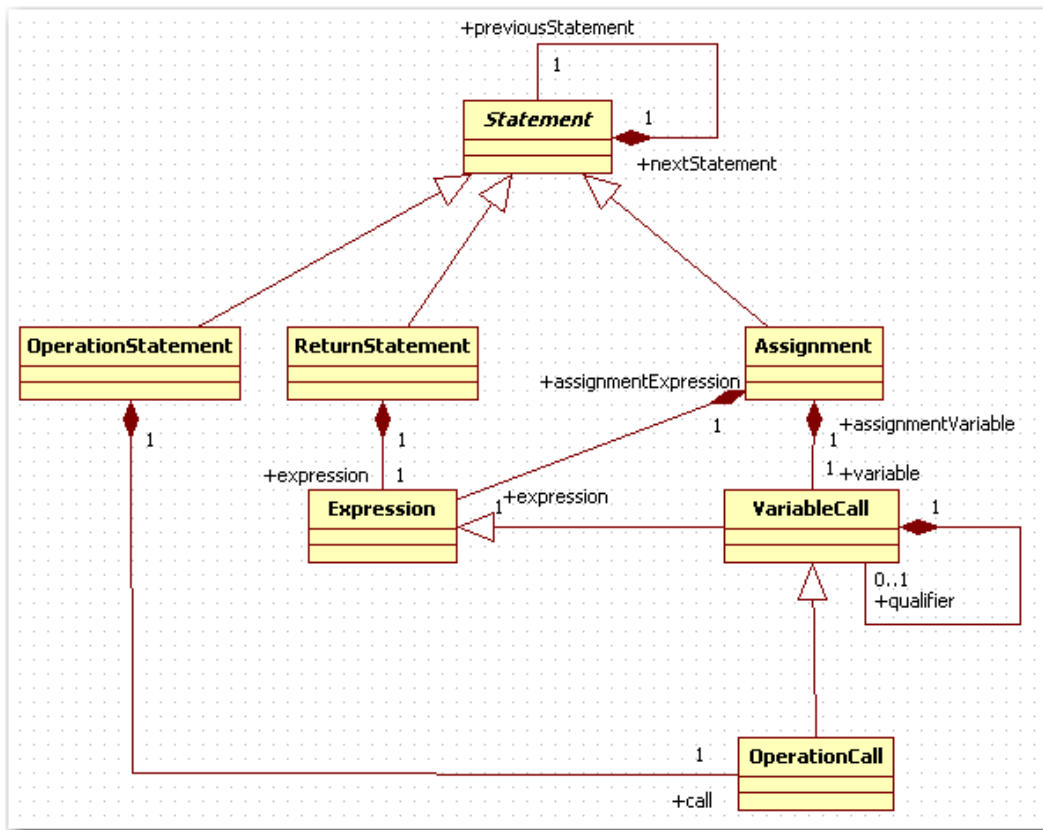 +previousStatement
1
Statement
1
+nextStatement
OperationStatement
ReturnStatement
Assignment
+assignmentExpression
1
1
1
+assignmentVariable
1
+expression
1
1
+variable
+expression
1
Expression
VariableCall
1
0..1
+qualifier
1
OperationCall
+call